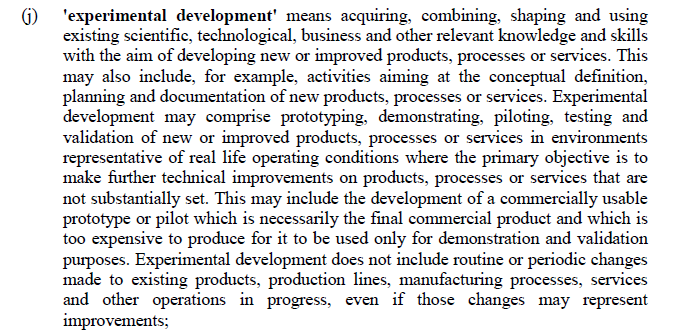 (j) 'experimental development' means acquiring, combining, shaping and using
existing scientific, technological, business and other relevant knowledge and skills
with the aim of developing new or improved products, processes or services. This
may also include, for example, activities aiming at the conceptual definition,
planning and documentation of new products, processes or services. Experimental
development may comprise prototyping, demonstrating, piloting, testing and
validation of new or improved products, processes or services in environments
representative of real life operating conditions where the primary objective is to
make further technical improvements on products, processes or services that are
not substantially set. This may include the development of a commercially usable
prototype or pilot which is necessarily the final commercial product and which is
too expensive to produce for it to be used only for demonstration and validation
purposes. Experimental development does not include routine or periodic changes
made to existing products, production lines, manufacturing processes, services
and other operations in progress, even if those changes may represent
improvements;